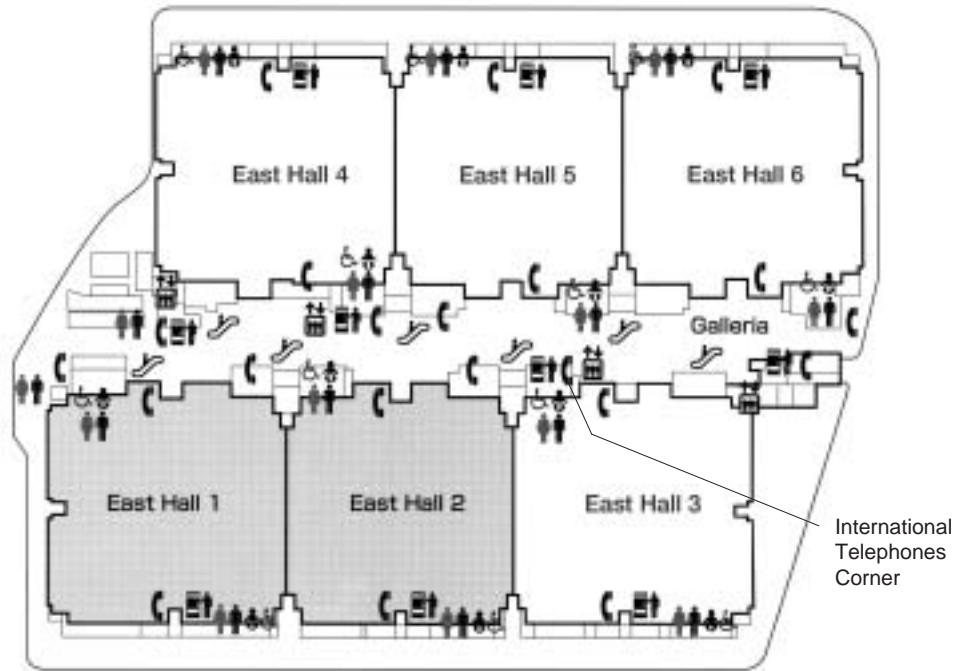 East Hall 4
East Hall 5
East Hall 6
Galleria
East Hall 1
East Hall 2
East Hall 3
International
Telephones
Corner